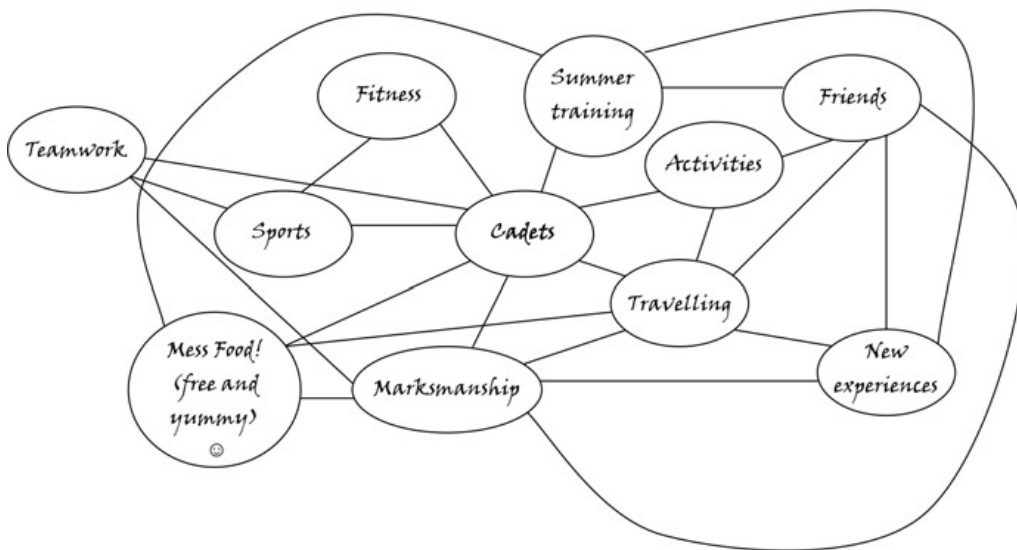 Summer
training
Fitness
Friends
Teamwork
Activities
Sports
Cadets
Travelling
Mess Food!
(free and
yummy)
☺
Marksmanship
New
experiences